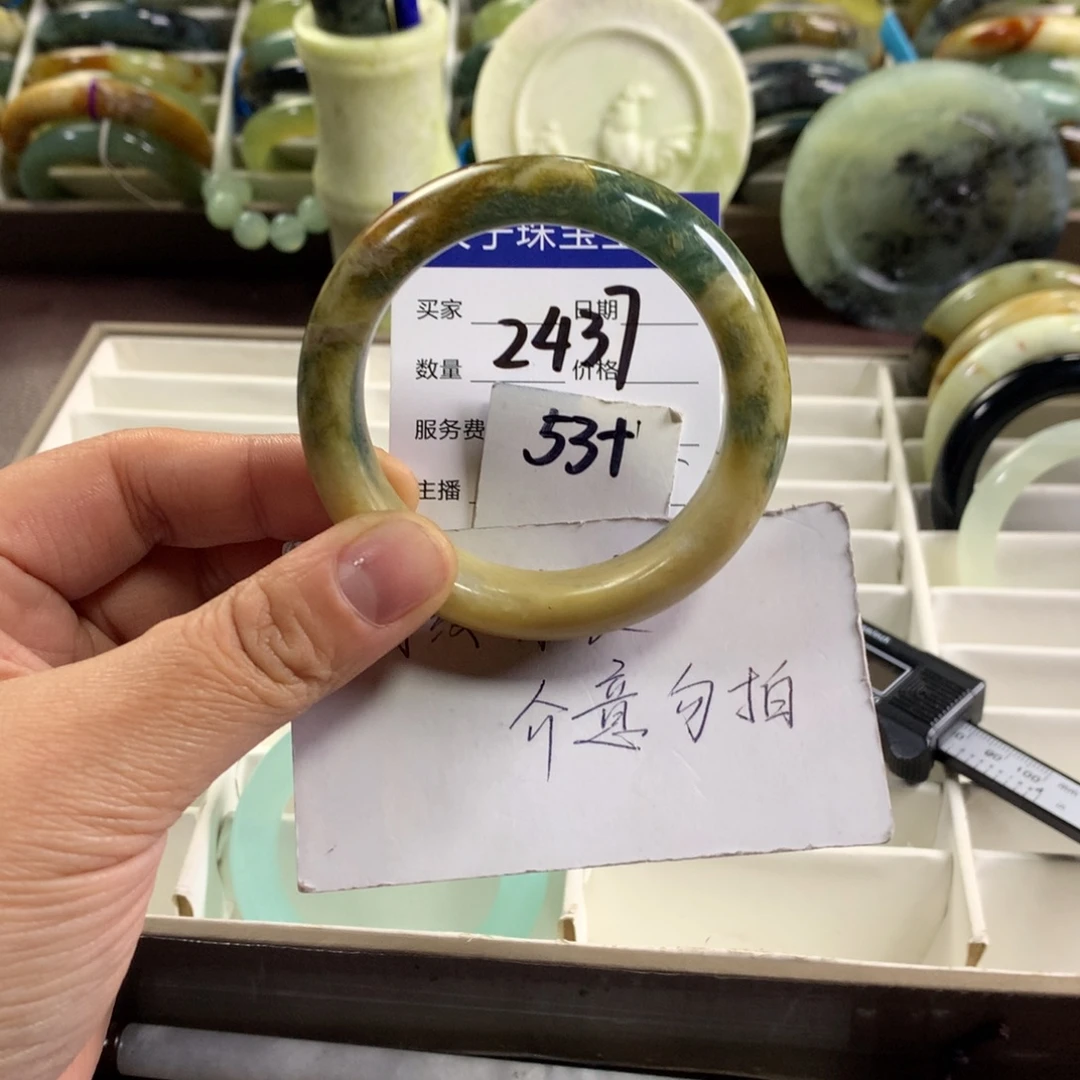 子珠宝
买家 日期
2437
数量 价格
服务费
53+
主播
介意勿拍